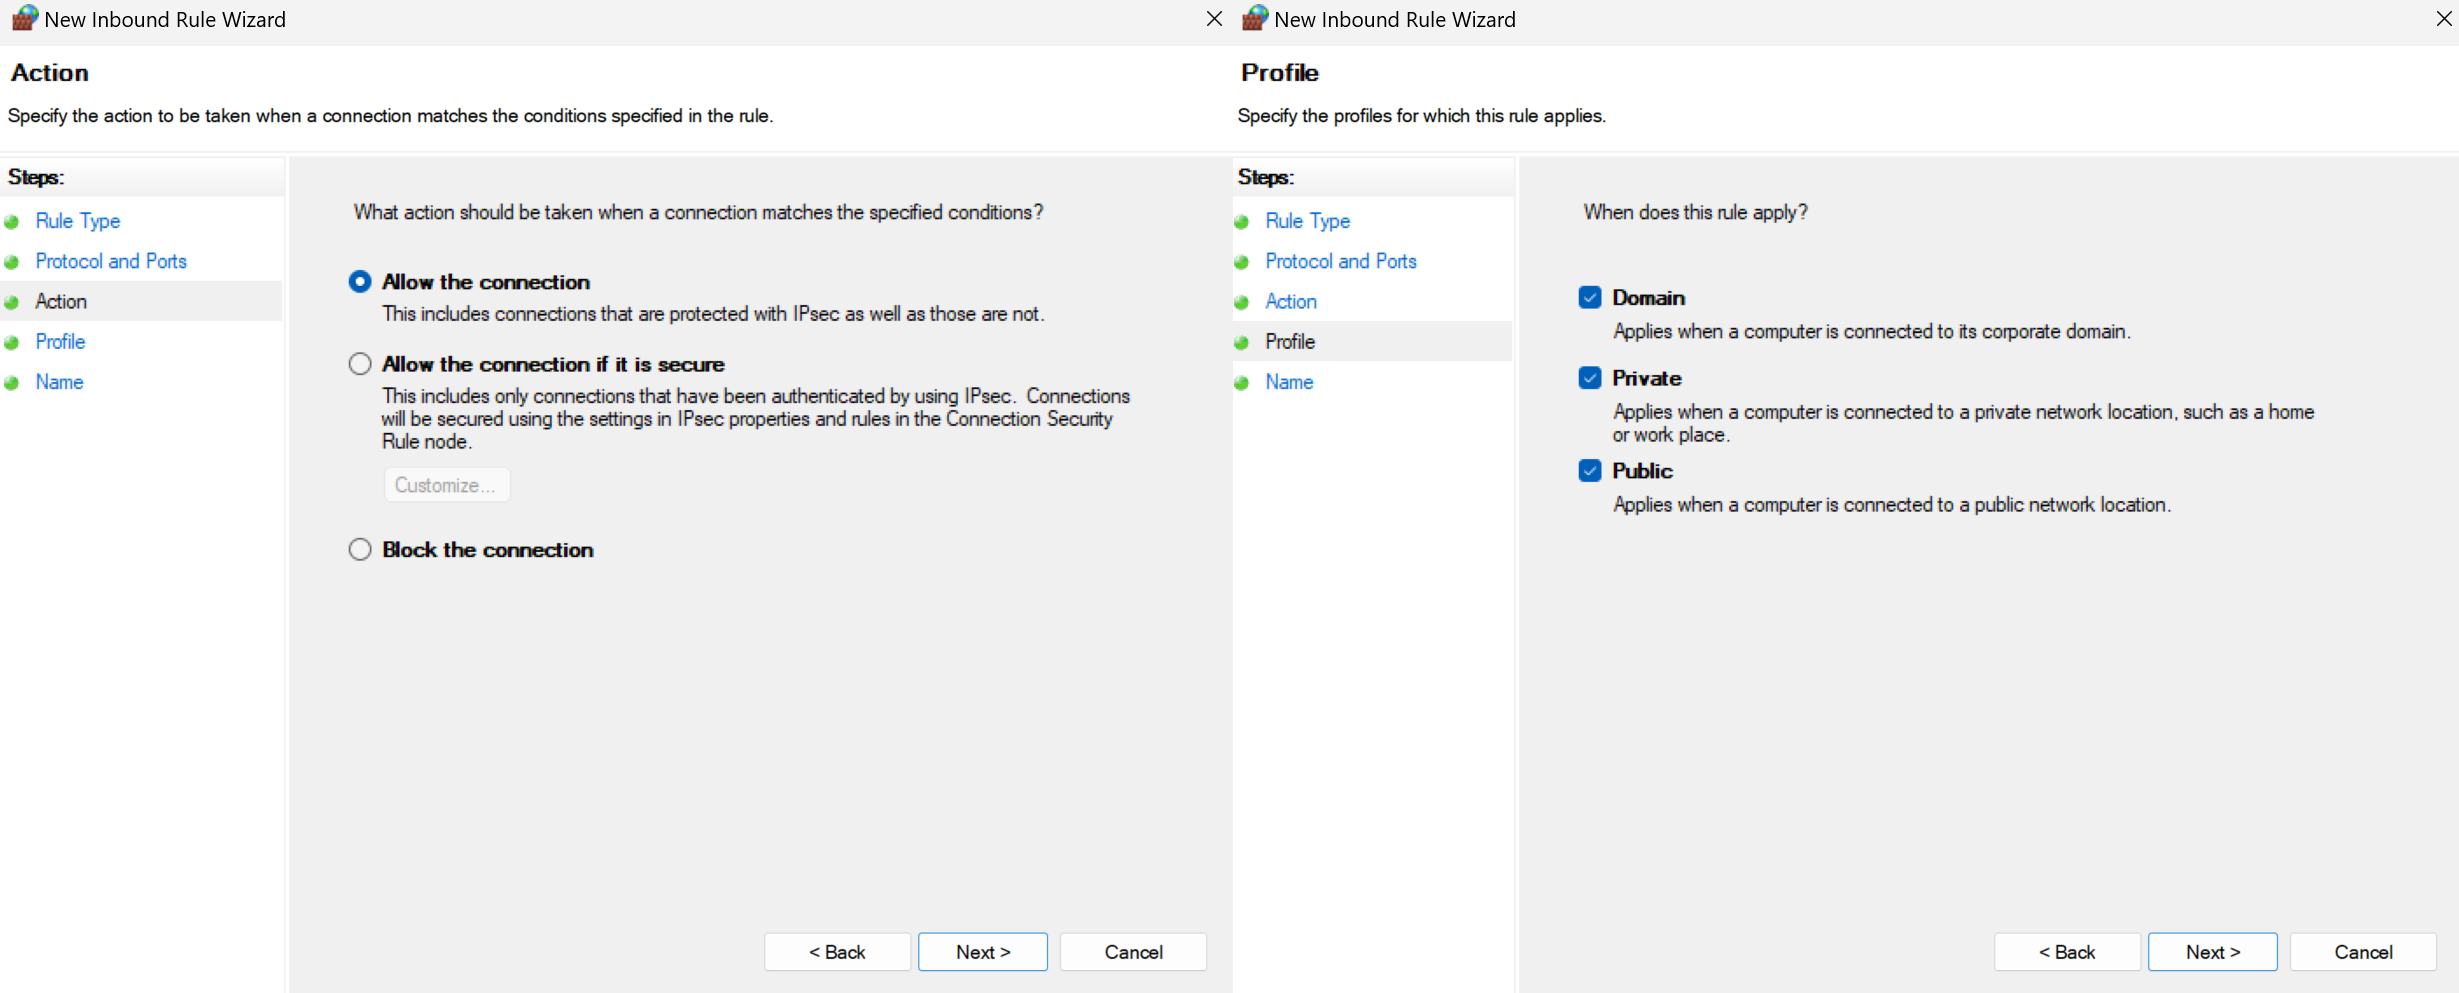 New Inbound Rule Wizard
Action
Specify the action to be taken when a connection matches the conditions specified in the rule.
Steps:
Rule Type
Protocol and Ports
Action
Profile
Name
What action should be taken when a connection matches the specified conditions?
Allow the connection
This includes connections that are protected with IPsec as well as those are not.
Allow the connection if it is secure
This includes only connections that have been authenticated by using IPsec. Connections
will be secured using the settings in IPsec properties and rules in the Connection Security
Rule node.
Customize...
Block the connection
< Back
Next >
Cancel
New Inbound Rule Wizard
Profile
Specify the profiles for which this rule applies.
Steps:
Rule Type
Protocol and Ports
Action
Profile
Name
When does this rule apply?
Domain
Applies when a computer is connected to its corporate domain.
Private
Applies when a computer is connected to a private network location, such as a home
or work place.
Public
Applies when a computer is connected to a public network location.
< Back
Next >
Cancel